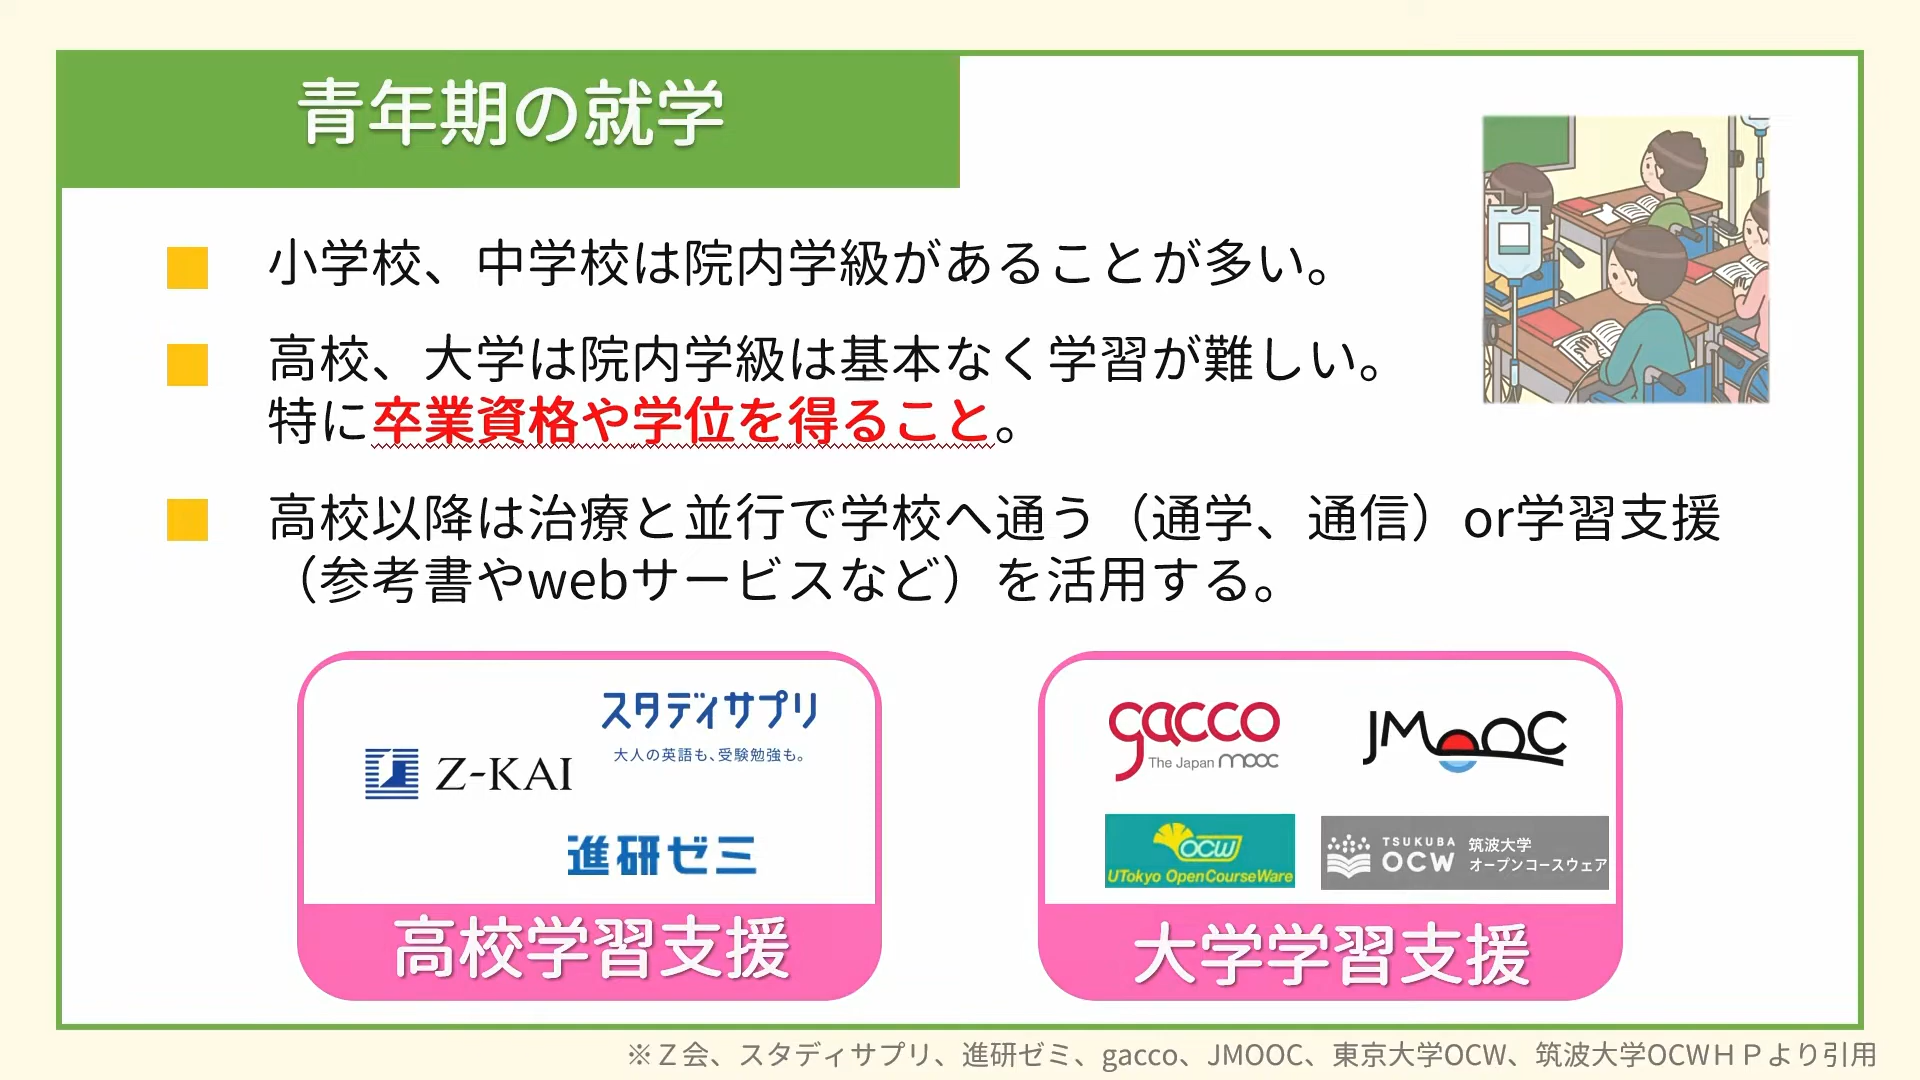 青年期の就学
小学校、中学校は院内学級があることが多い。
高校、大学は院内学級は基本なく学習が難しい。
特に卒業資格や学位を得ること。
高校以降は治療と並行で学校へ通う（通学、通信）or学習支援
（参考書やwebサービスなど）を活用する。
スタディサプリ
大人の英語も、受験勉強も。
Z-KAI
進研ゼミ
高校学習支援
gacco
The Japan mooc
JMOOC
OCW
UTokyo OpenCourseWare
TSUKUBA
OCW
筑波大学
オープンコースウェア
大学学習支援
※Ｚ会、スタディサプリ、進研ゼミ、gacco、JMOOC、東京大学OCW、筑波大学OCWＨＰより引用